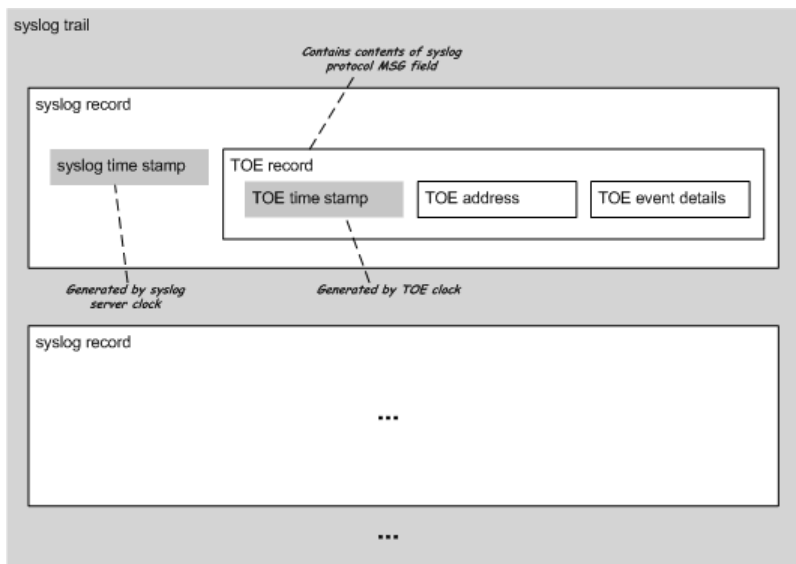 syslog trail
Contains contents of syslog
protocol MSG field
syslog record
syslog time stamp
TOE record
TOE time stamp
TOE address
TOE event details
Generated by syslog
server clock
Generated by TOE clock
syslog record
...
...